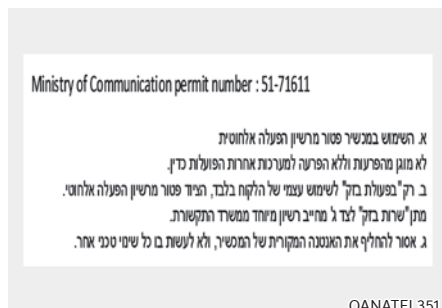 Ministry of Communication permit number : 51-71611
א. השימוש במכשיר פטור מרשיון הפעלה אלחוטית
לא מוגן מהפרעות וללא הפרעה למערכות אחרות הפועלות כדין.
ב. רק "בפעולת בזק" לשימוש עצמי של הלקוח בלבד, הציוד פטור מרשיון הפעלה אלחוטי.
מתן "שרות בזק" לצד ג' מחייב רשיון מיוחד ממשרד התקשורת.
ג. אסור להחליף את האנטנה המקורית של המכשיר, ולא לעשות בו כל שינוי טכני אחר.
OANATEL351